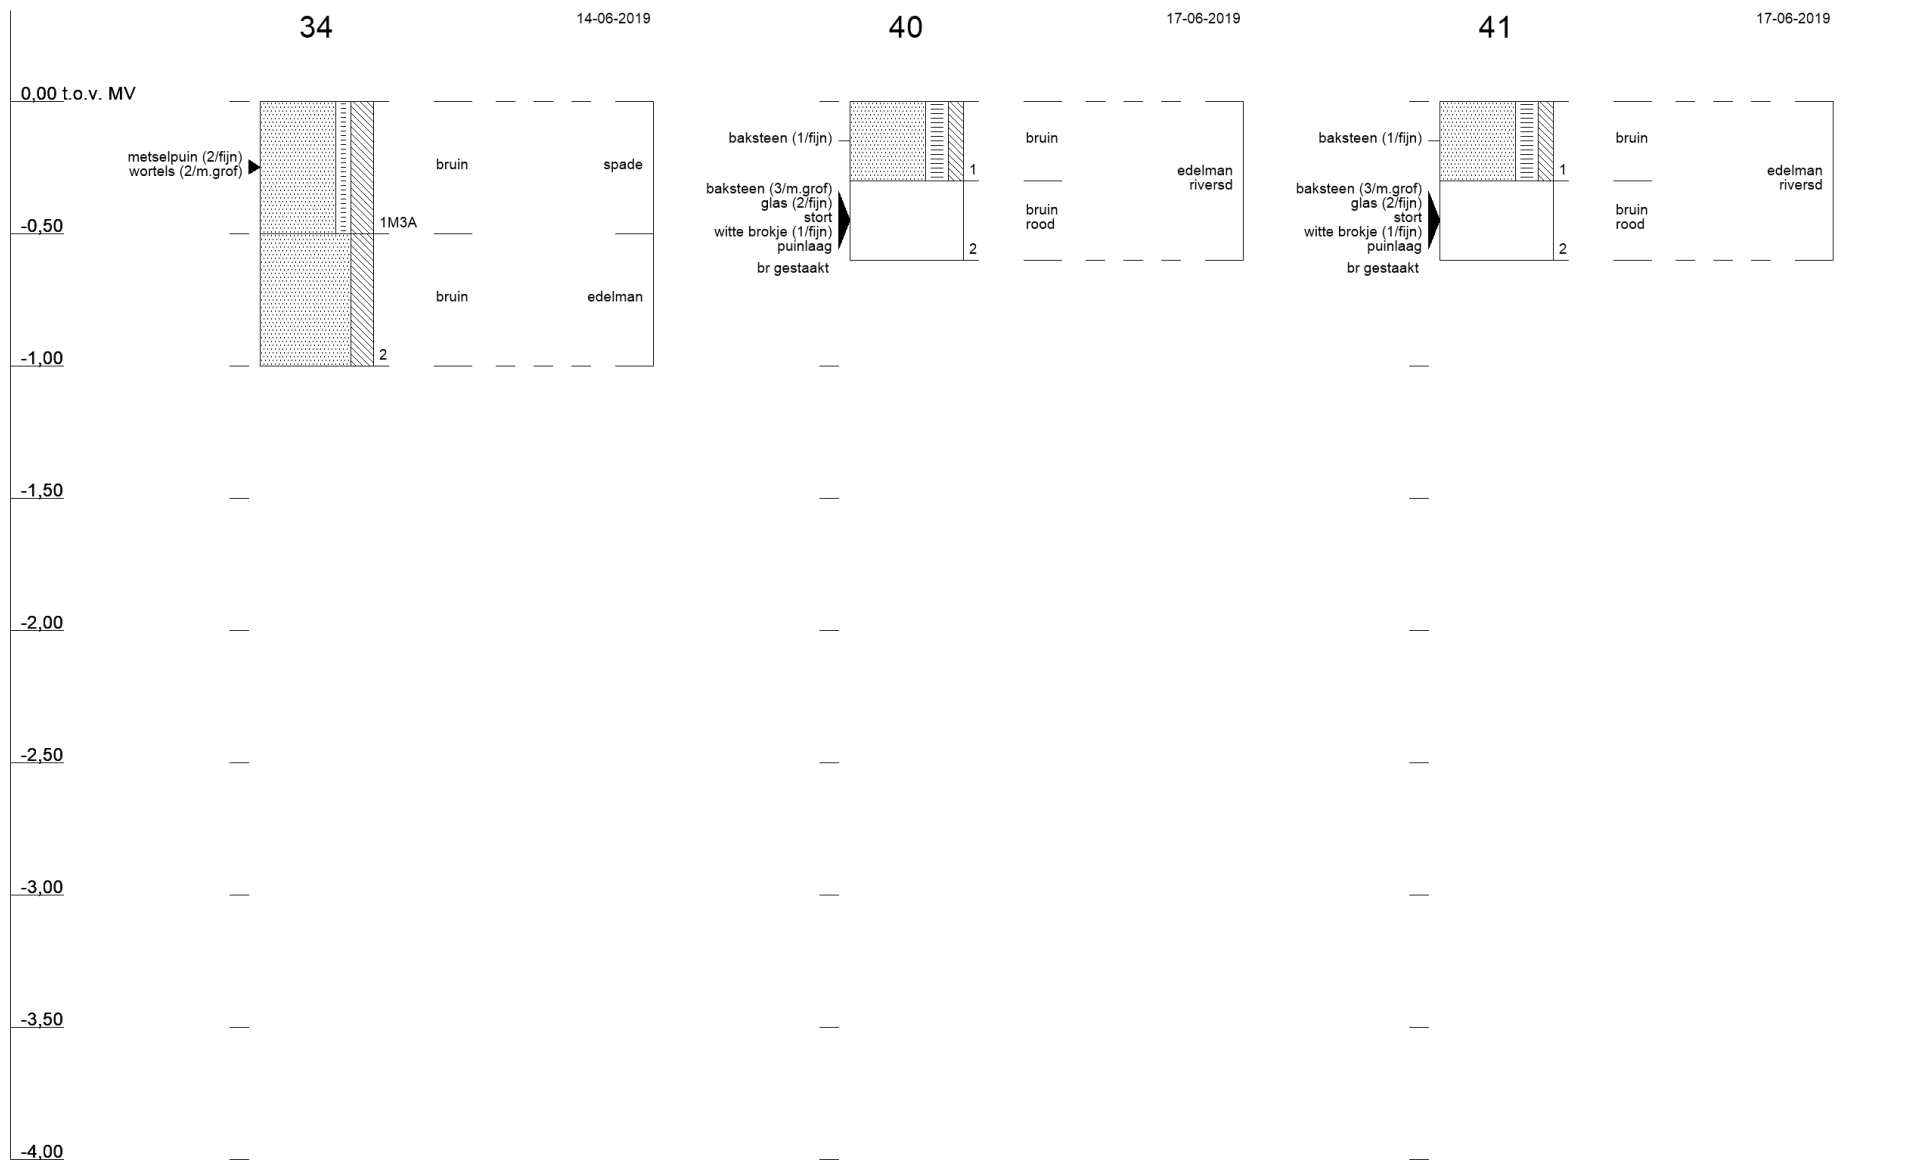 34
14-06-2019
40
17-06-2019
41
17-06-2019
0,00 t.o.v. MV
metselpuin (2/fijn)
wortels (2/m.grof)
bruin
spade
1M3A
bruin
edelman
2
baksteen (1/fijn)
bruin
1
edelman
riversd
baksteen (3/m.grof)
glas (2/fijn)
stort
witte brokje (1/fijn)
puinlaag
bruin
rood
2
br gestaakt
baksteen (1/fijn)
bruin
1
edelman
riversd
baksteen (3/m.grof)
glas (2/fijn)
stort
witte brokje (1/fijn)
puinlaag
bruin
rood
2
br gestaakt
-0,50
-1,00
-1,50
-2,00
-2,50
-3,00
-3,50
-4,00